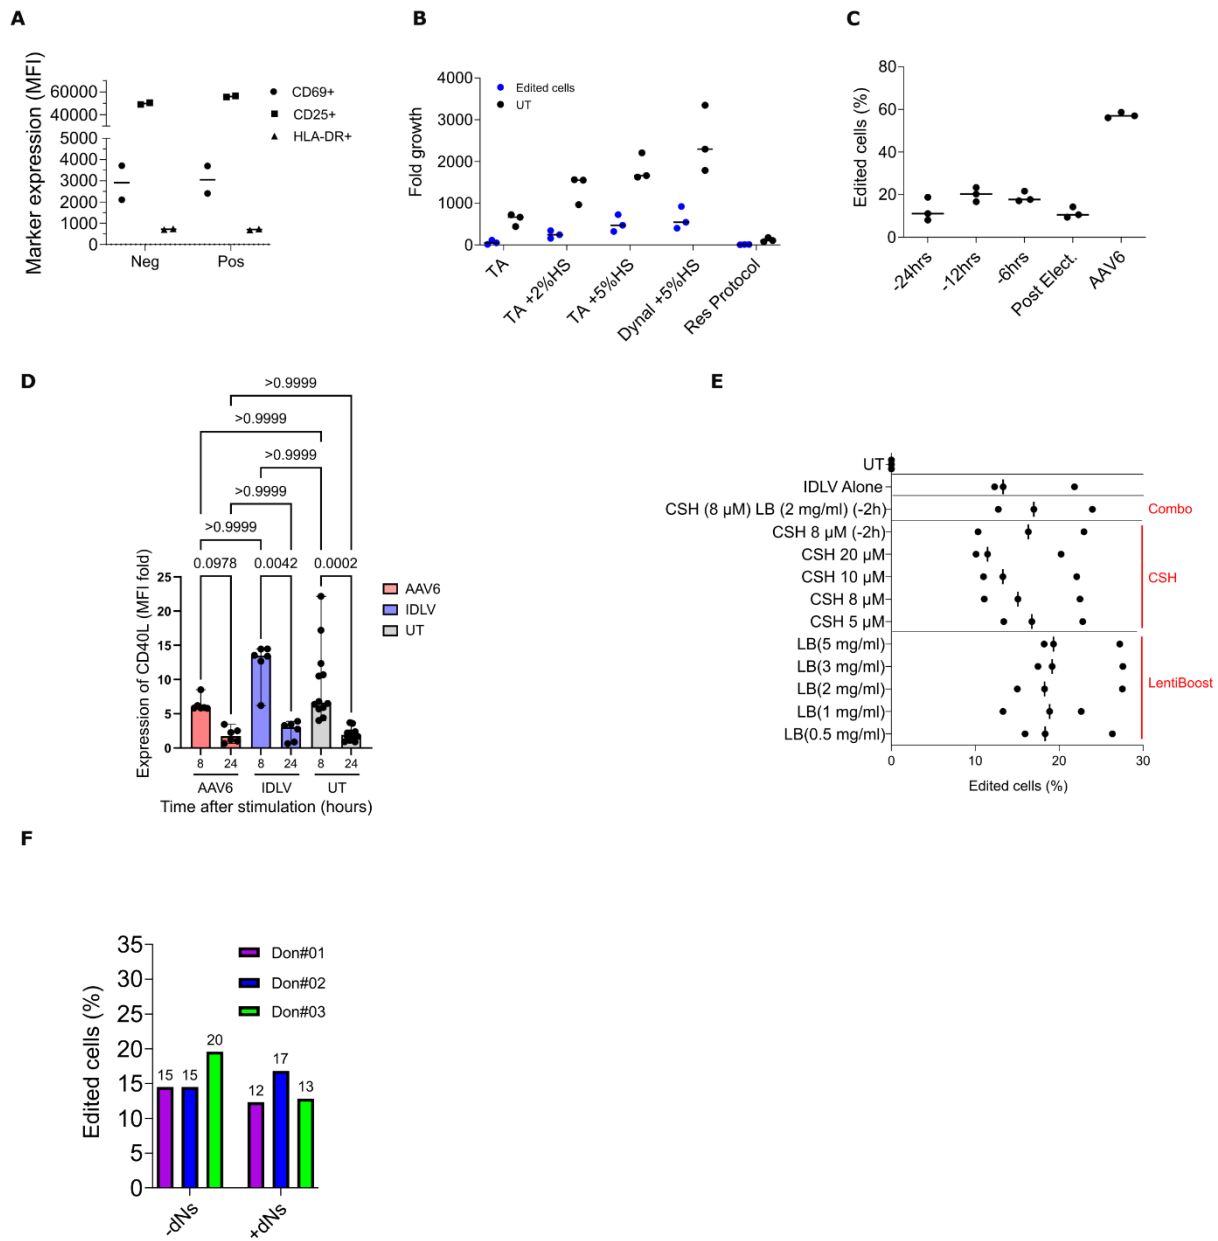 A
Marker expression (MFI)
60000
40000
20000
5000
4000
3000
2000
1000
0
Neg
Pos
CD69+
CD25+
HLA-DR+
B
Fold growth
4000
3000
2000
1000
0
Edited cells
UT
TA
TA +2%HS
TA +5%HS
Dynal +5%HS
Res Protocol
C
Edited cells (%)
80
60
40
20
0
-24hrs
-12hrs
-6hrs
Post Elect.
AAV6
D
>0.9999
>0.9999
>0.9999
>0.9999
>0.9999
0.0978
0.0042
0.0002
Expression of CD40L (MFI fold)
25
20
15
10
5
0
AAV6
IDLV
UT
8
24
8
24
8
24
AAV6
IDLV
UT
Time after stimulation (hours)
E
UT
IDLV Alone
CSH (8 µM) LB (2 mg/ml) (-2h)
Combo
CSH 8 µM (-2h)
CSH 20 µM
CSH 10 µM
CSH 8 µM
CSH 5 µM
CSH
LB(5 mg/ml)
LB(3 mg/ml)
LB(2 mg/ml)
LB(1 mg/ml)
LB(0.5 mg/ml)
LentiBoost
0
10
20
30
Edited cells (%)
F
Edited cells (%)
35
30
25
20
15
10
5
0
Don#01
Don#02
Don#03
15
15
20
12
17
13
-dNs
+dNs